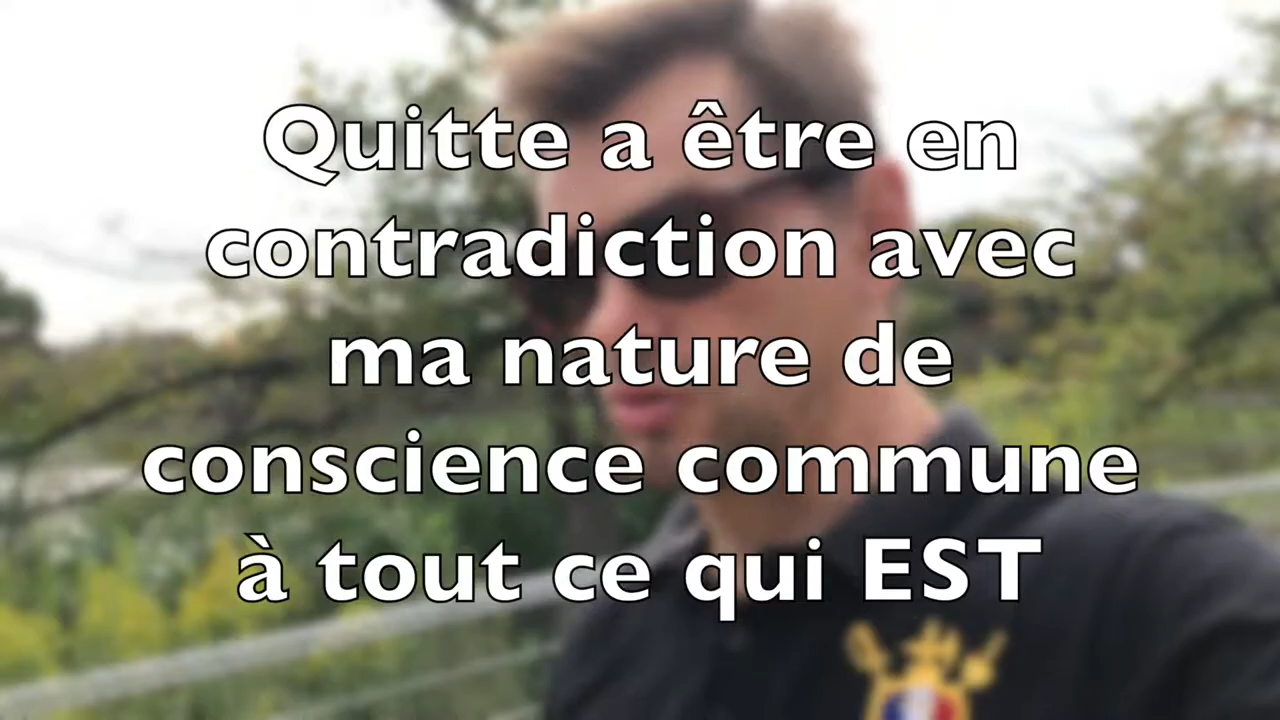 Quitte a être en
contradiction avec
ma nature de
conscience commune
à tout ce qui EST